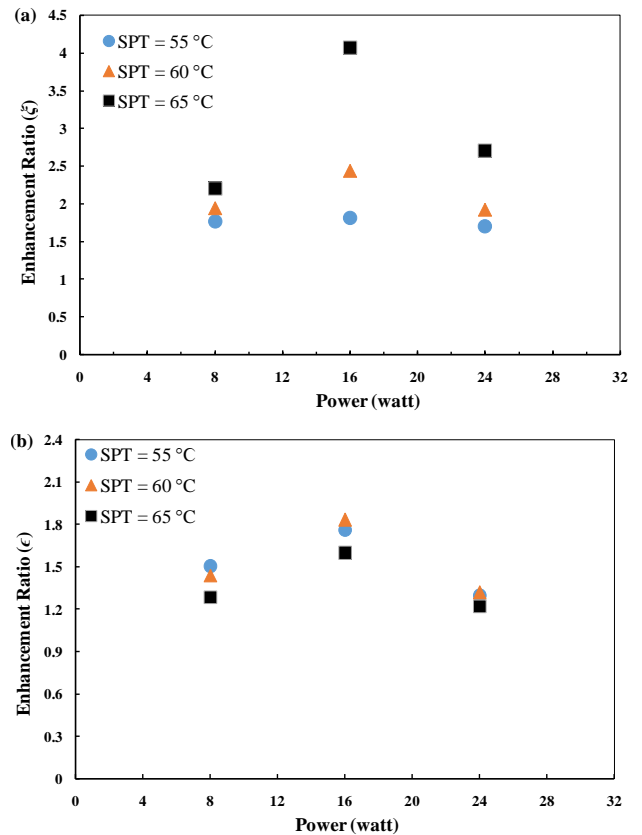 (a)
4.5
4
3.5
3
2.5
2
1.5
1
0.5
0
Enhancement Ratio (ξ)
SPT = 55 °C
SPT = 60 °C
SPT = 65 °C
0 4 8 12 16 20 24 28 32
Power (watt)
(b)
2.4
2.1
1.8
1.5
1.2
0.9
0.6
0.3
0
Enhancement Ratio (ϵ)
SPT = 55 °C
SPT = 60 °C
SPT = 65 °C
0 4 8 12 16 20 24 28 32
Power (watt)